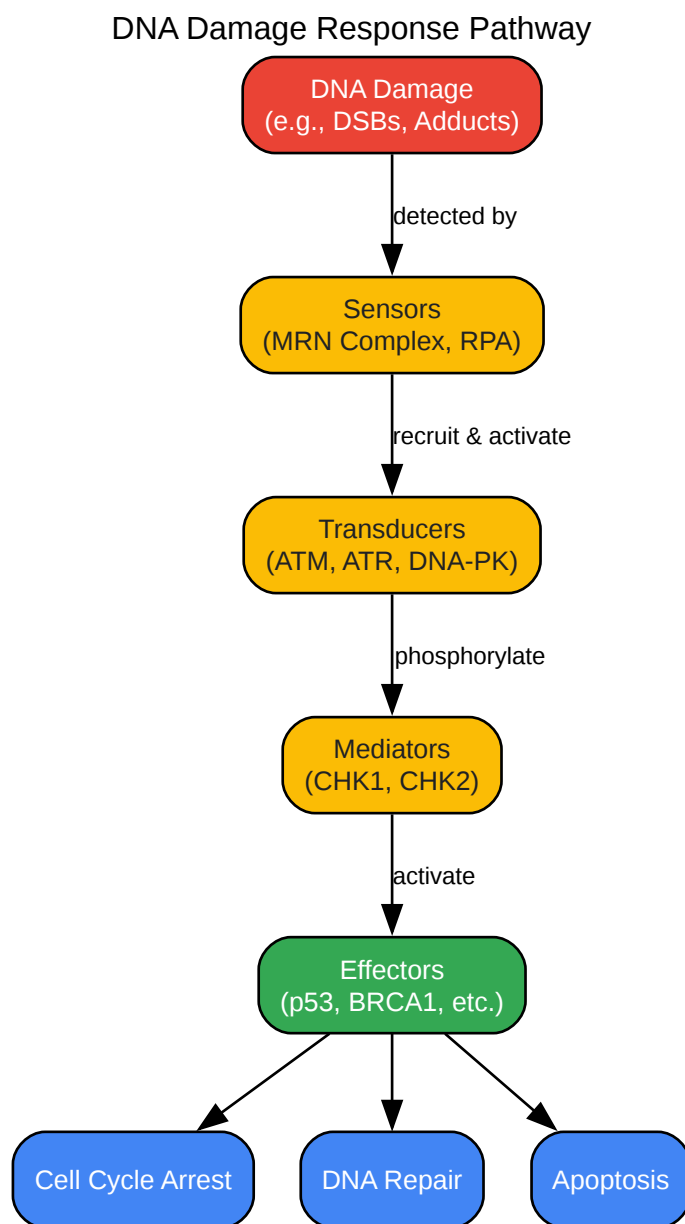 DNA Damage Response Pathway
DNA Damage
(e.g., DSBs, Adducts)
detected by
Sensors
(MRN Complex, RPA)
recruit & activate
Transducers
(ATM, ATR, DNA-PK)
phosphorylate
Mediators
(CHK1, CHK2)
activate
Effectors
(p53, BRCA1, etc.)
Cell Cycle Arrest
DNA Repair
Apoptosis